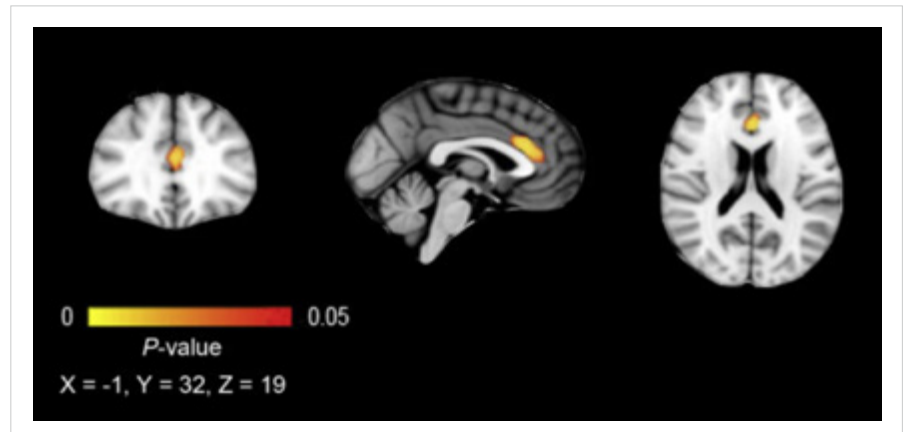 0 0.05
P-value
X = -1, Y = 32, Z = 19